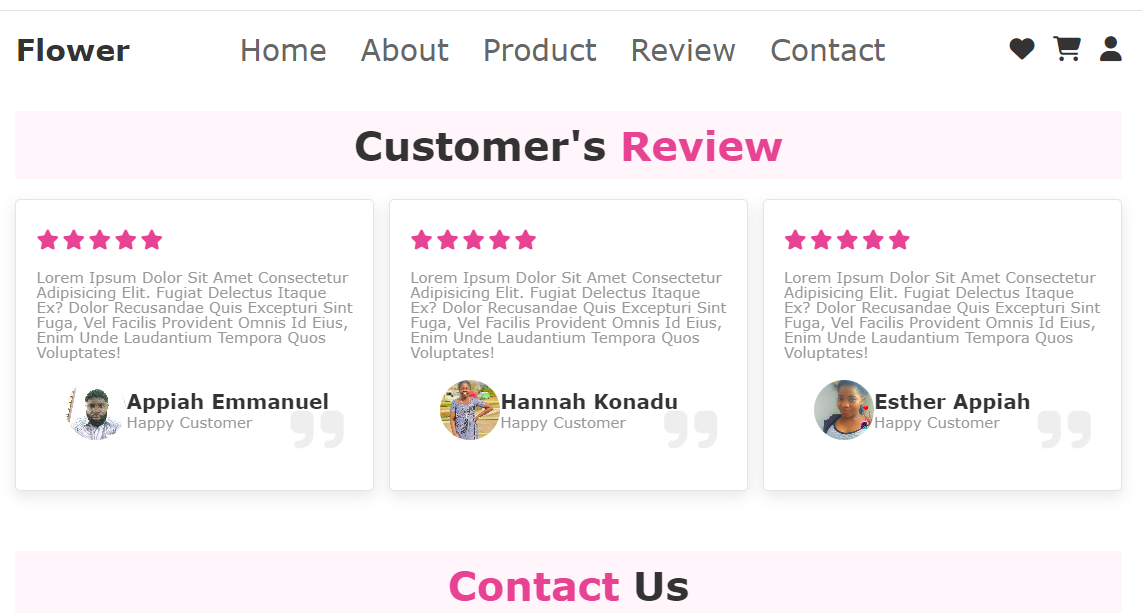 Flower Home About Product Review Contact
Customer's Review
Lorem Ipsum Dolor Sit Amet Consectetur
Adipisicing Elit. Fugiat Delectus Itaque
Ex? Dolor Recusandae Quis Excepturi Sint
Fuga, Vel Facilis Provident Omnis Id Eius,
Enim Unde Laudantium Tempora Quos
Voluptates!
Appiah Emmanuel
Happy Customer
Lorem Ipsum Dolor Sit Amet Consectetur
Adipisicing Elit. Fugiat Delectus Itaque
Ex? Dolor Recusandae Quis Excepturi Sint
Fuga, Vel Facilis Provident Omnis Id Eius,
Enim Unde Laudantium Tempora Quos
Voluptates!
Hannah Konadu
Happy Customer
Lorem Ipsum Dolor Sit Amet Consectetur
Adipisicing Elit. Fugiat Delectus Itaque
Ex? Dolor Recusandae Quis Excepturi Sint
Fuga, Vel Facilis Provident Omnis Id Eius,
Enim Unde Laudantium Tempora Quos
Voluptates!
Esther Appiah
Happy Customer
Contact Us